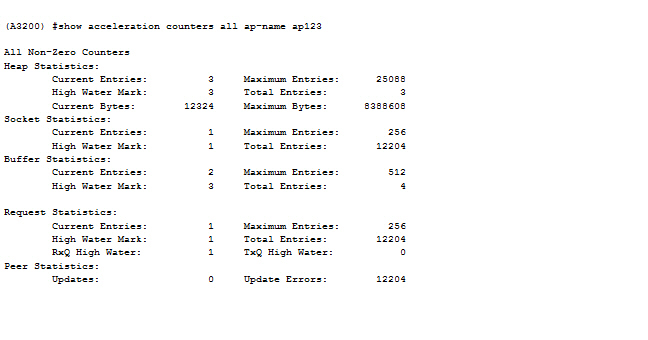 (A3200) #show acceleration counters all ap-name ap123
All Non-Zero Counters
Heap Statistics:
Current Entries: 3 Maximum Entries: 25088
High Water Mark: 3 Total Entries: 3
Current Bytes: 12324 Maximum Bytes: 8388608
Socket Statistics:
Current Entries: 1 Maximum Entries: 256
High Water Mark: 1 Total Entries: 12204
Buffer Statistics:
Current Entries: 2 Maximum Entries: 512
High Water Mark: 3 Total Entries: 4
Request Statistics:
Current Entries: 1 Maximum Entries: 256
High Water Mark: 1 Total Entries: 12204
RxQ High Water: 1 TxQ High Water: 0
Peer Statistics:
Updates: 0 Update Errors: 12204